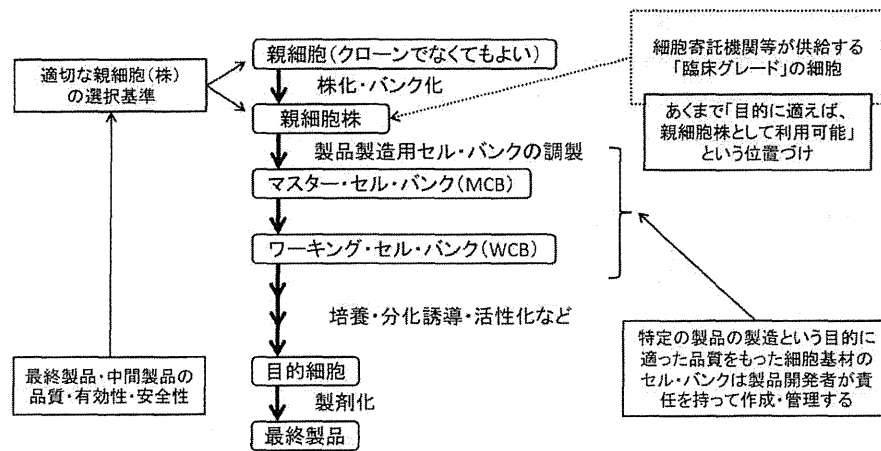 親細胞(クローンでなくてもよい)
適切な親細胞(株)
の選択基準
株化・バンク化
親細胞株
細胞寄託機関等が供給する
「臨床グレード」の細胞
あくまで「目的に適えば、
親細胞株として利用可能」
という位置づけ
製品製造用セル・バンクの調製
マスター・セル・バンク(MCB)
ワーキング・セル・バンク(WCB)
培養・分化誘導・活性化など
特定の製品の製造という目的に
適った品質をもった細胞基材の
セル・バンクは製品開発者が責
任を持って作成・管理する
最終製品・中間製品の
品質・有効性・安全性
目的細胞
製剤化
最終製品